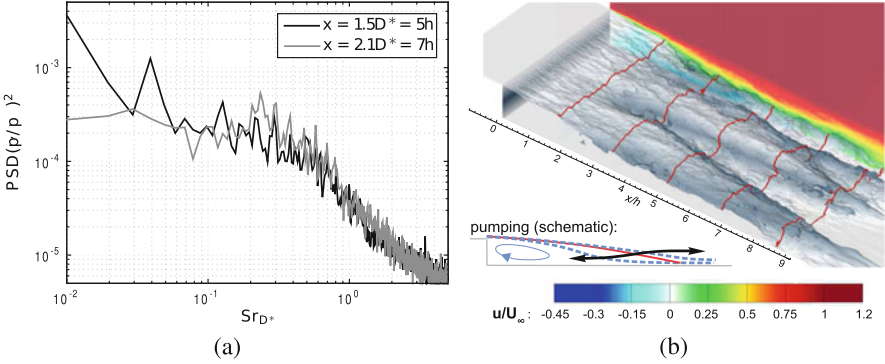 x = 1.5D* = 5h
x = 2.1D* = 7h
PSD(p/p )²
10⁻³
10⁻⁴
10⁻⁵
10⁻² 10⁻¹ 10⁰
Sr_D*
(a)
0 1 2 3 4 5 6 7 8 9
x/h
pumping (schematic):
u/U∞: -0.45 -0.3 -0.15 0 0.25 0.5 0.75 1 1.2
(b)